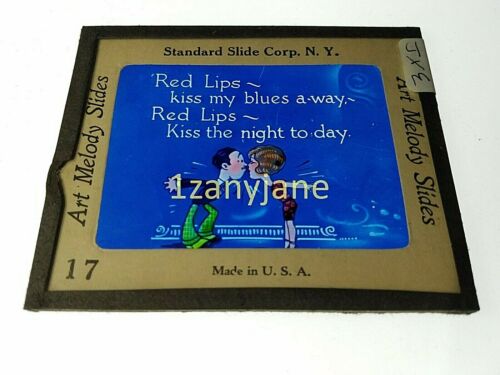 Standard Slide Corp. N. Y.
Art Melody Slides
'Red Lips ~
kiss my blues a-way,~
Red Lips ~
Kiss the night to day.
1zanyjane
Art Melody Slides
JX3
17
Made in U. S. A.